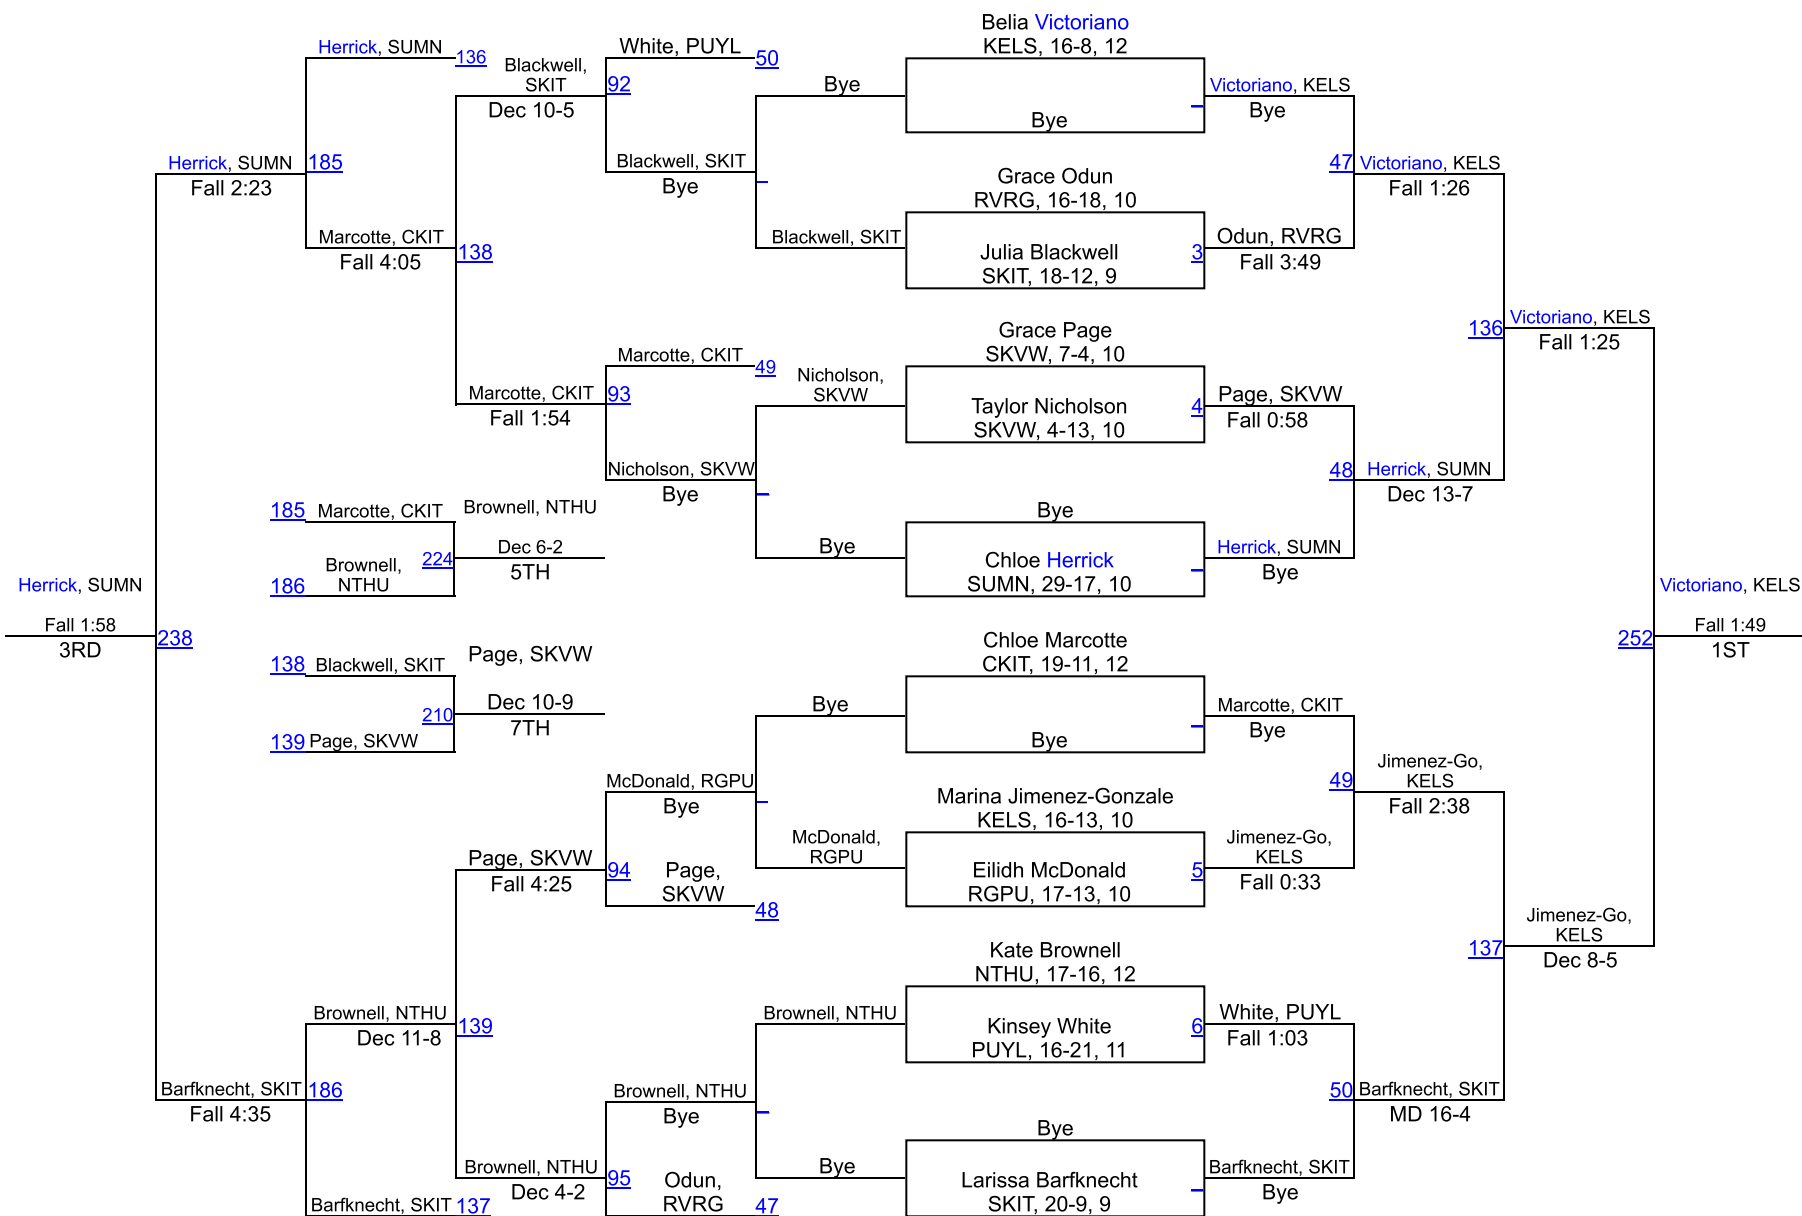 Belia Victoriano
KELS, 16-8, 12
Herrick, SUMN
136
Blackwell,
SKIT
Dec 10-5
White, PUYL
50
92
Bye
Bye
Victoriano, KELS
Bye
Herrick, SUMN
185
Fall 2:23
Blackwell, SKIT
Bye
Grace Odun
RVRG, 16-18, 10
47
Victoriano, KELS
Fall 1:26
Marcotte, CKIT
Fall 4:05
138
Blackwell, SKIT
Julia Blackwell
SKIT, 18-12, 9
3
Odun, RVRG
Fall 3:49
Grace Page
SKVW, 7-4, 10
136
Victoriano, KELS
Fall 1:25
Marcotte, CKIT
49
Marcotte, CKIT
93
Fall 1:54
Nicholson,
SKVW
Taylor Nicholson
SKVW, 4-13, 10
4
Page, SKVW
Fall 0:58
Nicholson, SKVW
Bye
48
Herrick, SUMN
Dec 13-7
185
Marcotte, CKIT
Brownell, NTHU
Bye
Brownell,
NTHU
186
224
Dec 6-2
5TH
Bye
Chloe Herrick
SUMN, 29-17, 10
Herrick, SUMN
Bye
Herrick, SUMN
Fall 1:58
3RD
238
Victoriano, KELS
252
Fall 1:49
1ST
Chloe Marcotte
CKIT, 19-11, 12
138
Blackwell, SKIT
Page, SKVW
210
Dec 10-9
7TH
139
Page, SKVW
Bye
Bye
Marcotte, CKIT
Bye
McDonald, RGPU
Bye
Marina Jimenez-Gonzale
KELS, 16-13, 10
49
Jimenez-Go,
KELS
Fall 2:38
Page, SKVW
Fall 4:25
94
Page,
SKVW
48
McDonald,
RGPU
Eilidh McDonald
RGPU, 17-13, 10
5
Jimenez-Go,
KELS
Fall 0:33
Kate Brownell
NTHU, 17-16, 12
137
Jimenez-Go,
KELS
Dec 8-5
Brownell, NTHU
Dec 11-8
139
Brownell, NTHU
Kinsey White
PUYL, 16-21, 11
6
White, PUYL
Fall 1:03
Barfknecht, SKIT
186
Fall 4:35
Brownell, NTHU
Bye
50
Barfknecht, SKIT
MD 16-4
Bye
Brownell, NTHU
Dec 4-2
95
Odun,
RVRG
47
Bye
Larissa Barfknecht
SKIT, 20-9, 9
Barfknecht, SKIT
Bye
Barfknecht, SKIT
137